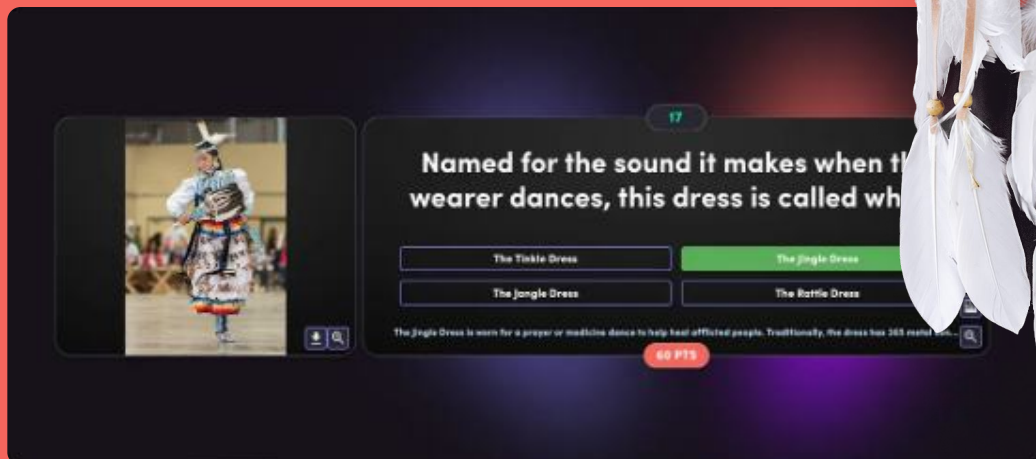 17
Named for the sound it makes when th
wearer dances, this dress is called wh
The Tinkle Dress
The Jingle Dress
The Jangle Dress
The Rattle Dress
The Jingle Dress is worn for a prayer or medicine dance to help heal afflicted people. Traditionally, the dress has 365 metal
60 PTS